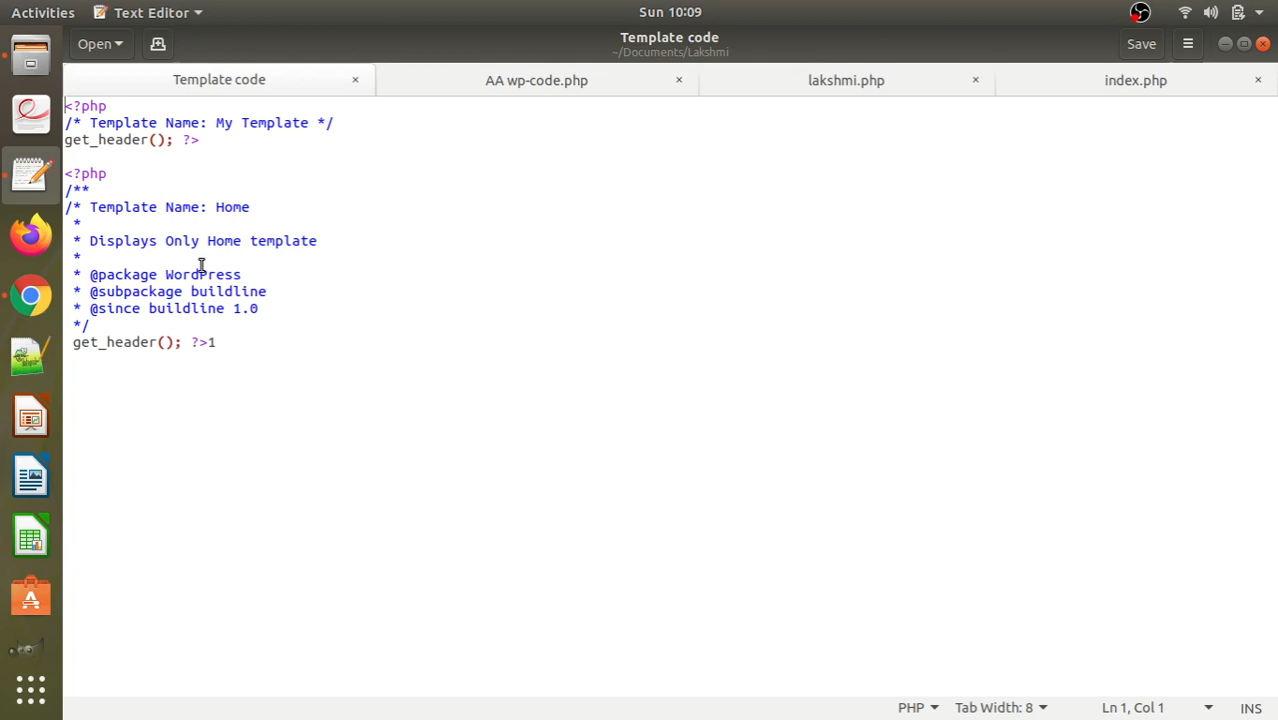 Activities Text Editor Sun 10:09
Open Template code Save
~/Documents/Lakshmi
Template code × AA wp-code.php × lakshmi.php × index.php ×
<?php
/* Template Name: My Template */
get_header(); ?>
<?php
/**
/* Template Name: Home
*
* Displays Only Home template
*
* @package WordPress
* @subpackage buildline
* @since buildline 1.0
*/
get_header(); ?>1
PHP Tab Width: 8 Ln 1, Col 1 INS